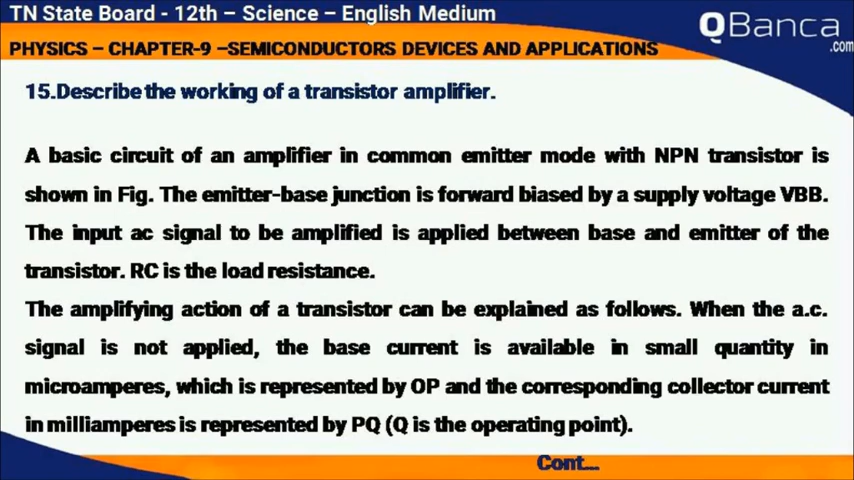 TN State Board - 12th – Science – English Medium
QBanca
.com
PHYSICS – CHAPTER-9 –SEMICONDUCTORS DEVICES AND APPLICATIONS
15.Describe the working of a transistor amplifier.
A basic circuit of an amplifier in common emitter mode with NPN transistor is
shown in Fig. The emitter-base junction is forward biased by a supply voltage VBB.
The input ac signal to be amplified is applied between base and emitter of the
transistor. RC is the load resistance.
The amplifying action of a transistor can be explained as follows. When the a.c.
signal is not applied, the base current is available in small quantity in
microamperes, which is represented by OP and the corresponding collector current
in milliamperes is represented by PQ (Q is the operating point).
Cont...